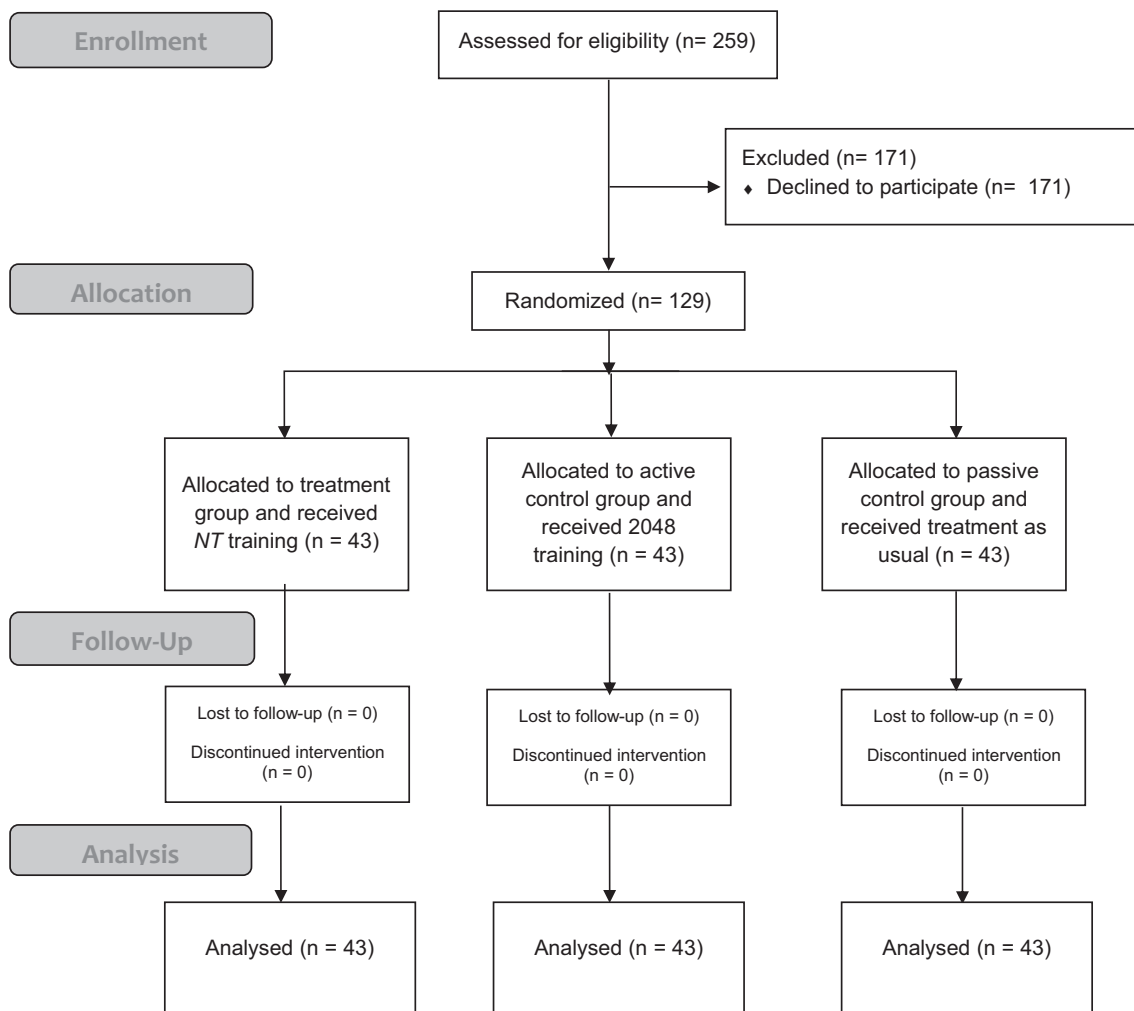 Enrollment
Assessed for eligibility (n= 259)
Excluded (n= 171)
♦ Declined to participate (n=  171)
Allocation
Randomized (n= 129)
Allocated to treatment
group and received
NT training (n = 43)
Allocated to active
control group and
received 2048
training (n = 43)
Allocated to passive
control group and
received treatment as
usual (n = 43)
Follow-Up
Lost to follow-up (n = 0)
Discontinued intervention
(n = 0)
Lost to follow-up (n = 0)
Discontinued intervention
(n = 0)
Lost to follow-up (n = 0)
Discontinued intervention
(n = 0)
Analysis
Analysed (n = 43)
Analysed (n = 43)
Analysed (n = 43)